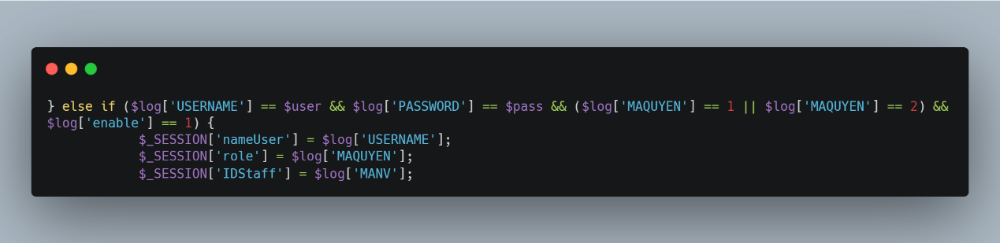 } else if ($log['USERNAME'] == $user && $log['PASSWORD'] == $pass && ($log['MAQUYEN'] == 1 || $log['MAQUYEN'] == 2) &&
$log['enable'] == 1) {
            $_SESSION['nameUser'] = $log['USERNAME'];
            $_SESSION['role'] = $log['MAQUYEN'];
            $_SESSION['IDStaff'] = $log['MANV'];